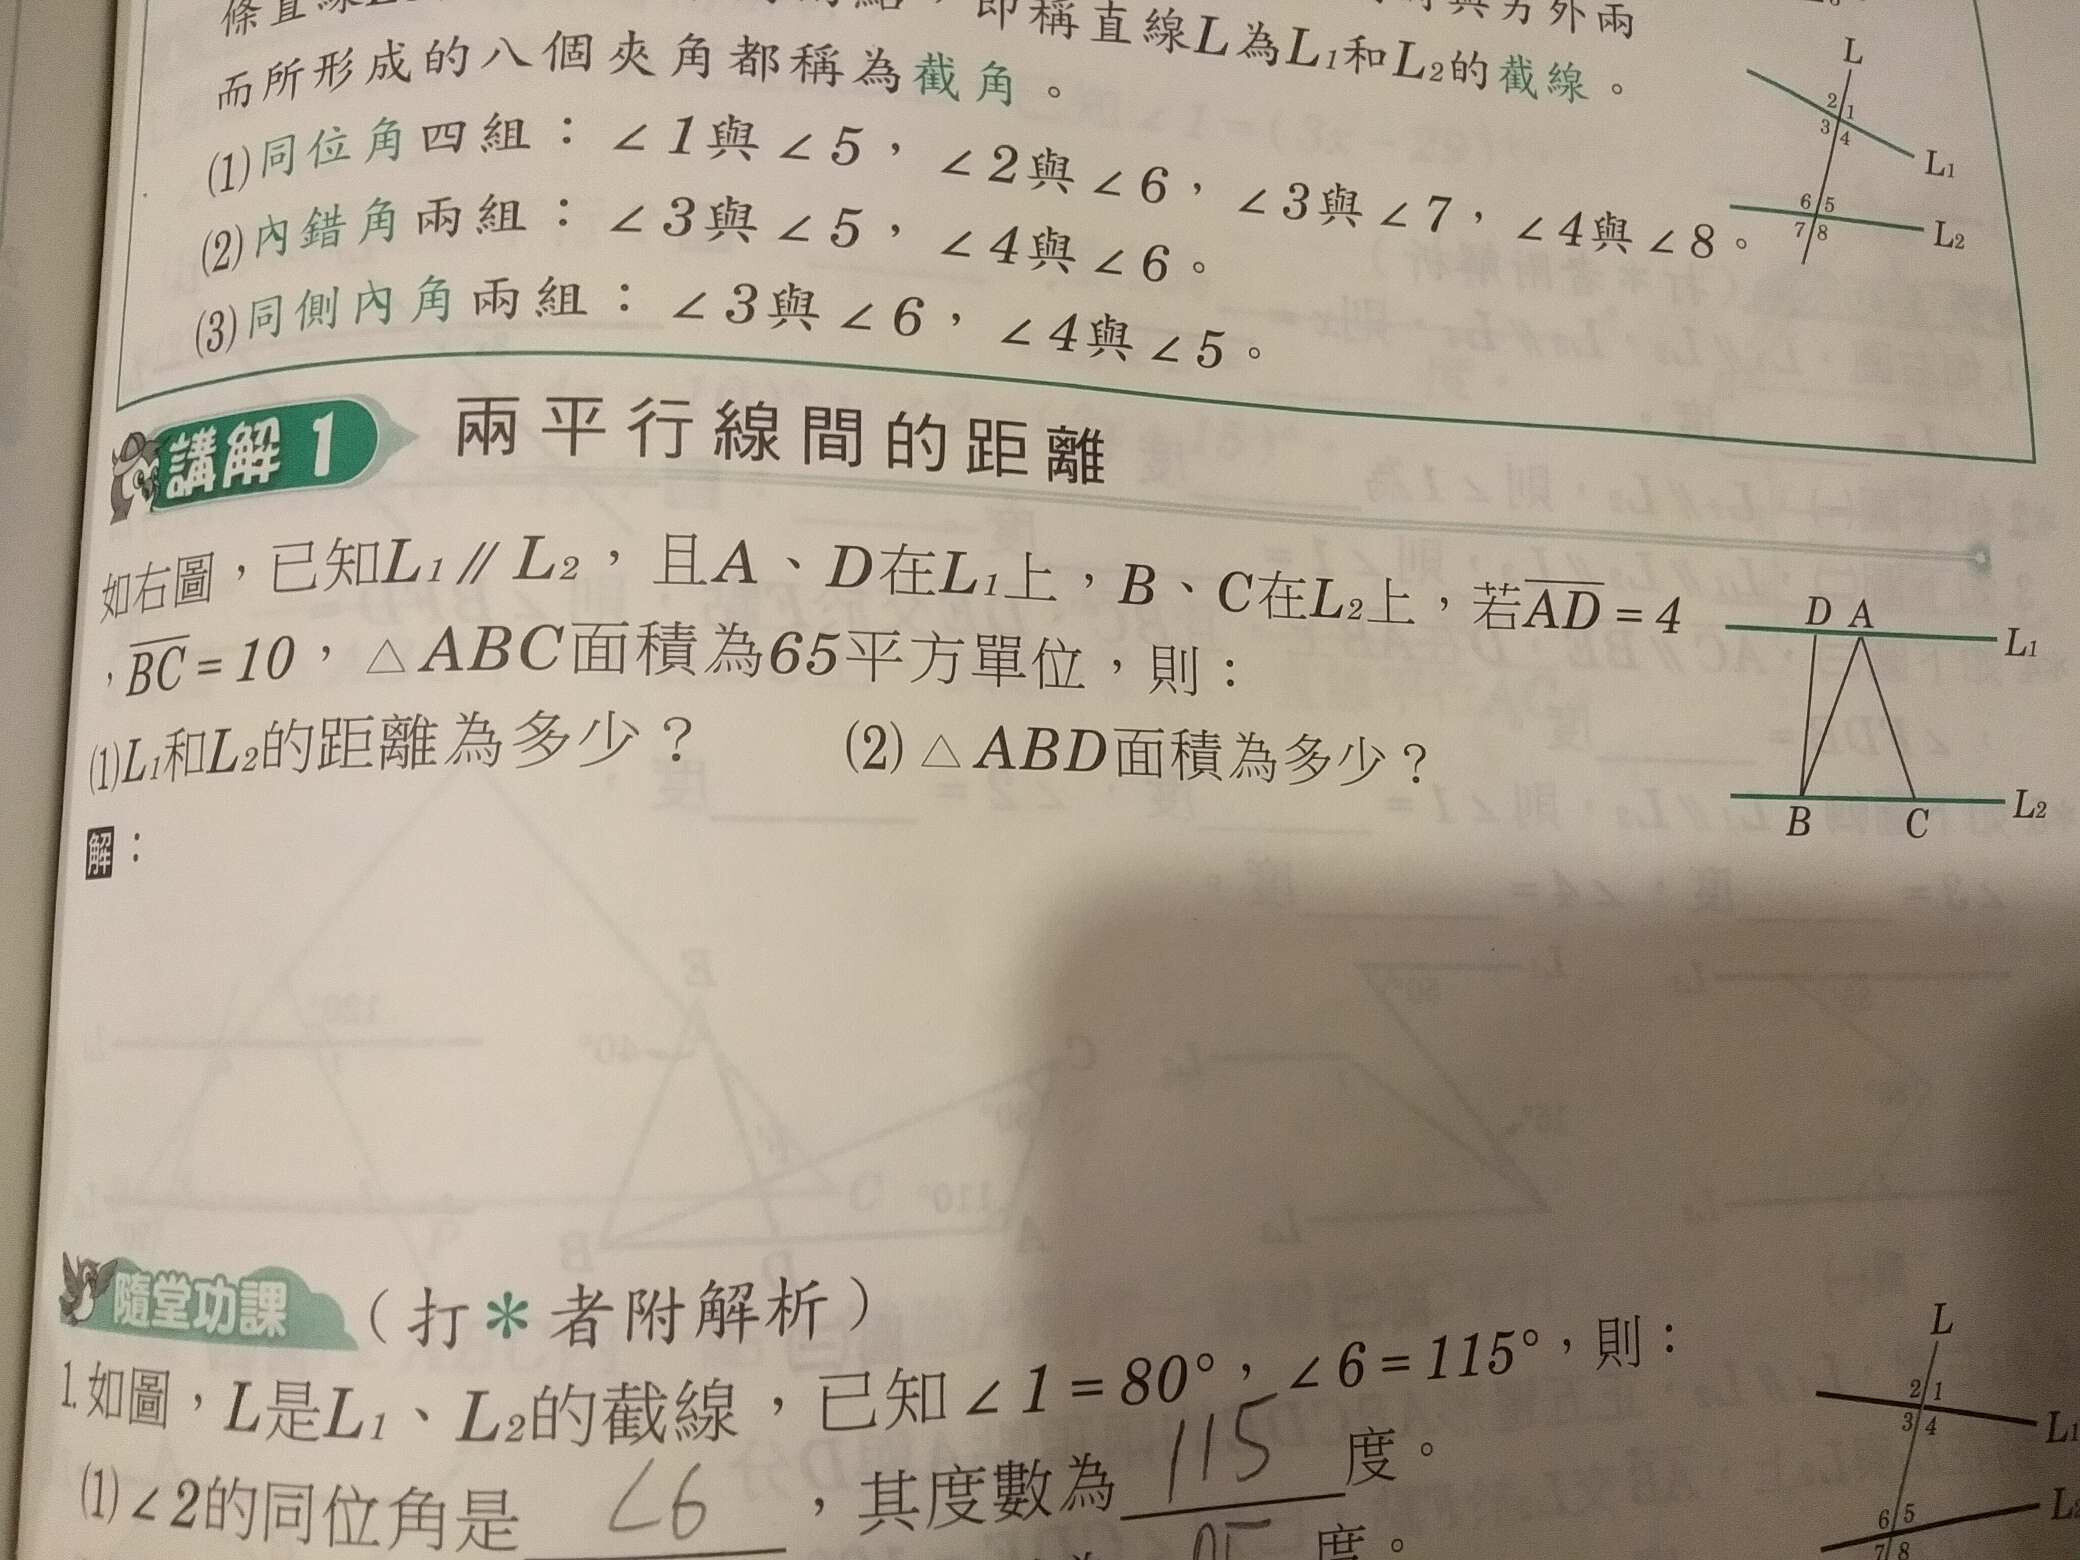 條直線
即稱直線L為L1和L2的截線。
而所形成的八個夾角都稱為截角。
(1)同位角四組:∠1與∠5,∠2與∠6,∠3與∠7,∠4與∠8。
(2)內錯角兩組:∠3與∠5,∠4與∠6。
(3)同側內角兩組:∠3與∠6,∠4與∠5。
L
2 1
3 4
L1
6 5
7 8
L2
講解1 兩平行線間的距離
如右圖,已知L1∥L2,且A、D在L1上,B、C在L2上,若AD=4
,BC=10,△ABC面積為65平方單位,則:
(1)L1和L2的距離為多少? (2)△ABD面積為多少?
D A
L1
B C
L2
解:
隨堂功課 (打*者附解析)
1.如圖,L是L1、L2的截線,已知∠1=80°,∠6=115°,則:
(1)∠2的同位角是 ∠6 ,其度數為 115 度。
度。
L
2 1
3 4
L1
6 5
7 8